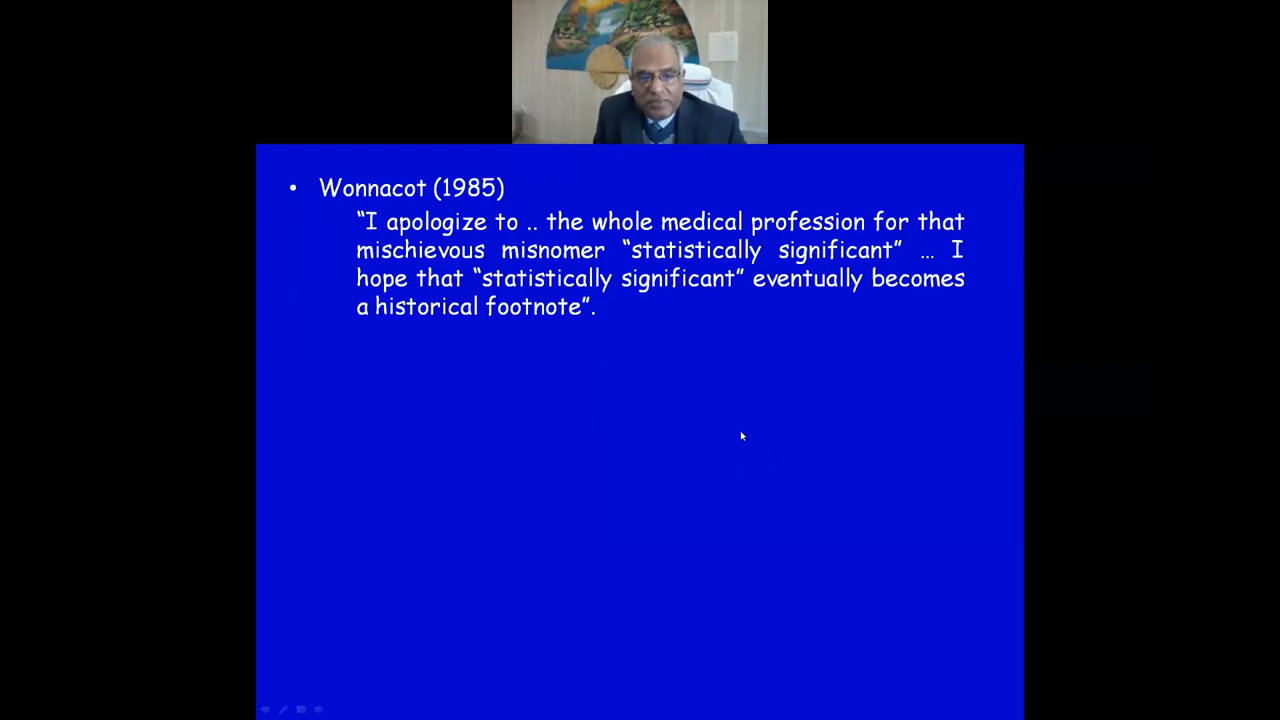 • Wonnacot (1985)
“I apologize to .. the whole medical profession for that
mischievous misnomer “statistically significant” … I
hope that “statistically significant” eventually becomes
a historical footnote”.